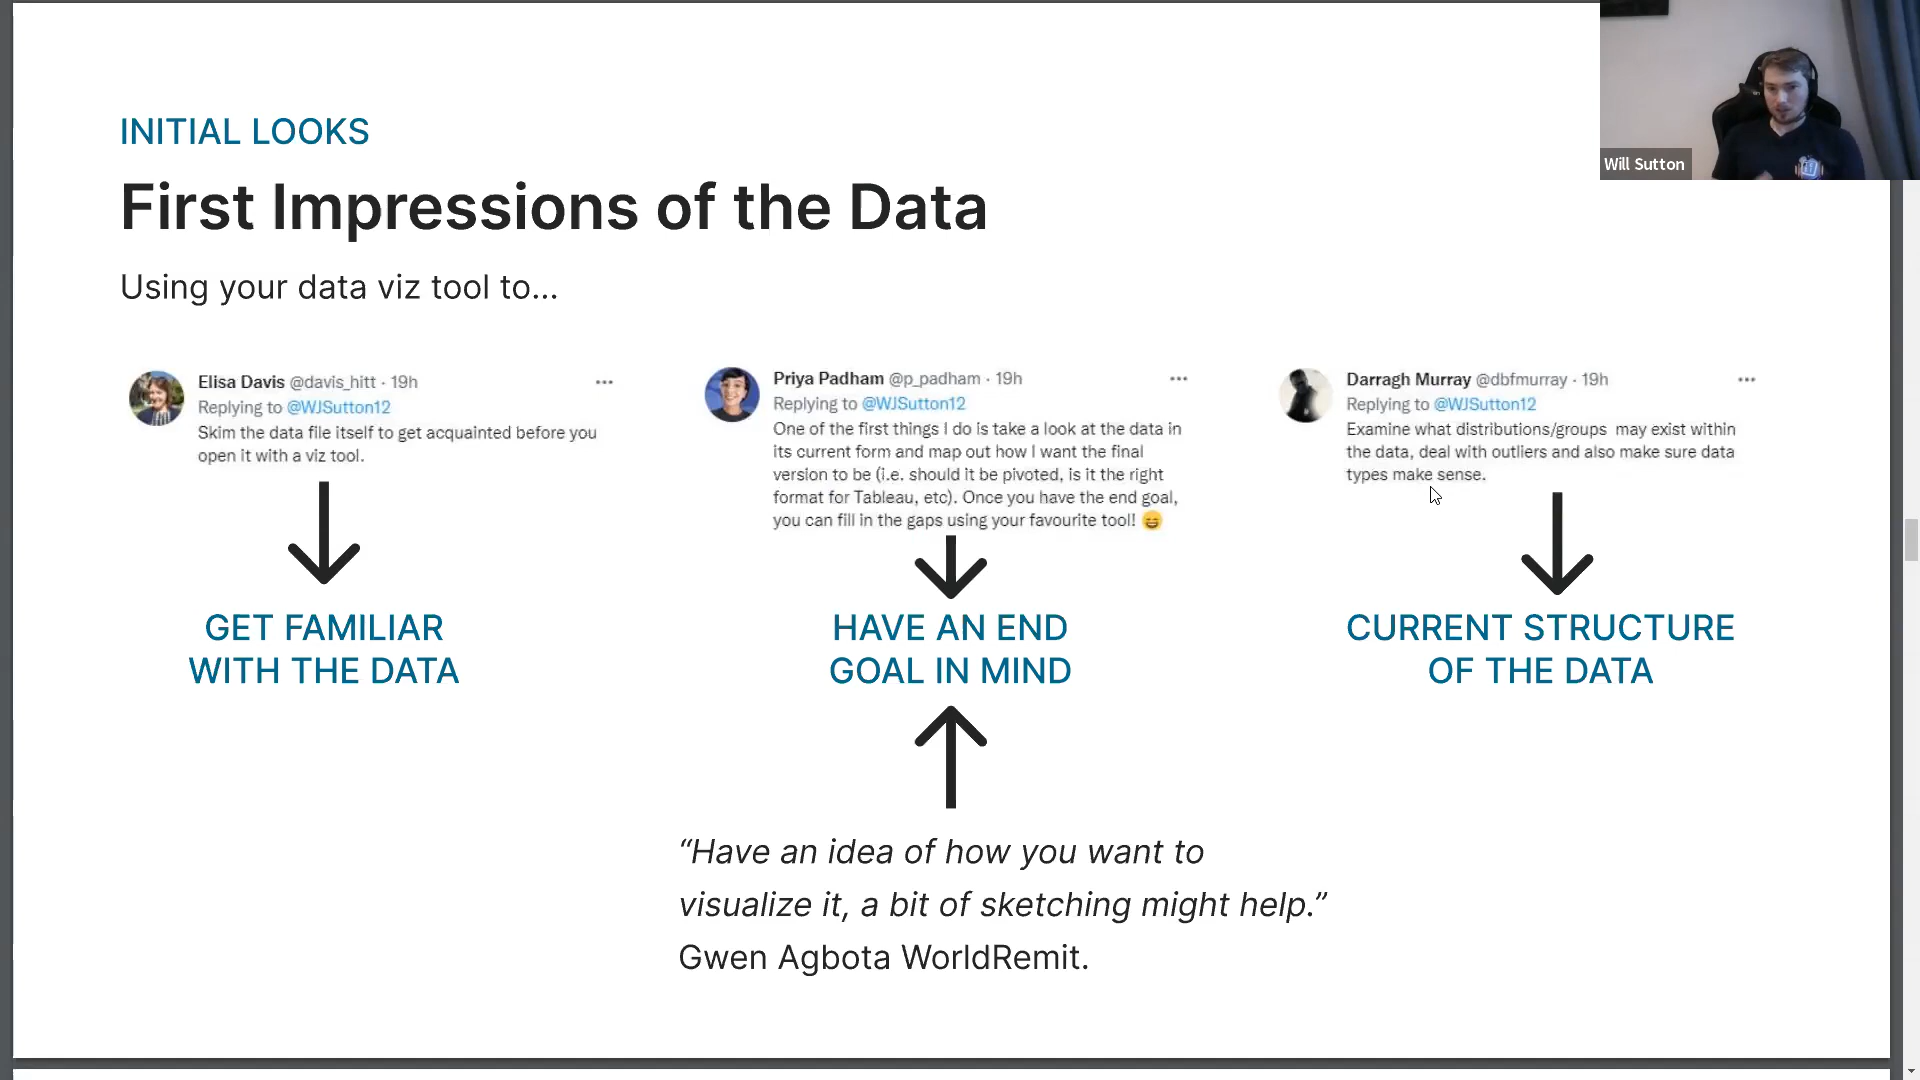 INITIAL LOOKS
First Impressions of the Data
Using your data viz tool to...
Elisa Davis @davis_hitt · 19h
Replying to @WJSutton12
Skim the data file itself to get acquainted before you
open it with a viz tool.
GET FAMILIAR
WITH THE DATA
Priya Padham @p_padham · 19h
Replying to @WJSutton12
One of the first things I do is take a look at the data in
its current form and map out how I want the final
version to be (i.e. should it be pivoted, is it the right
format for Tableau, etc). Once you have the end goal,
you can fill in the gaps using your favourite tool! 😄
HAVE AN END
GOAL IN MIND
“Have an idea of how you want to
visualize it, a bit of sketching might help.”
Gwen Agbota WorldRemit.
Darragh Murray @dbfmurray · 19h
Replying to @WJSutton12
Examine what distributions/groups may exist within
the data, deal with outliers and also make sure data
types make sense.
CURRENT STRUCTURE
OF THE DATA
Will Sutton